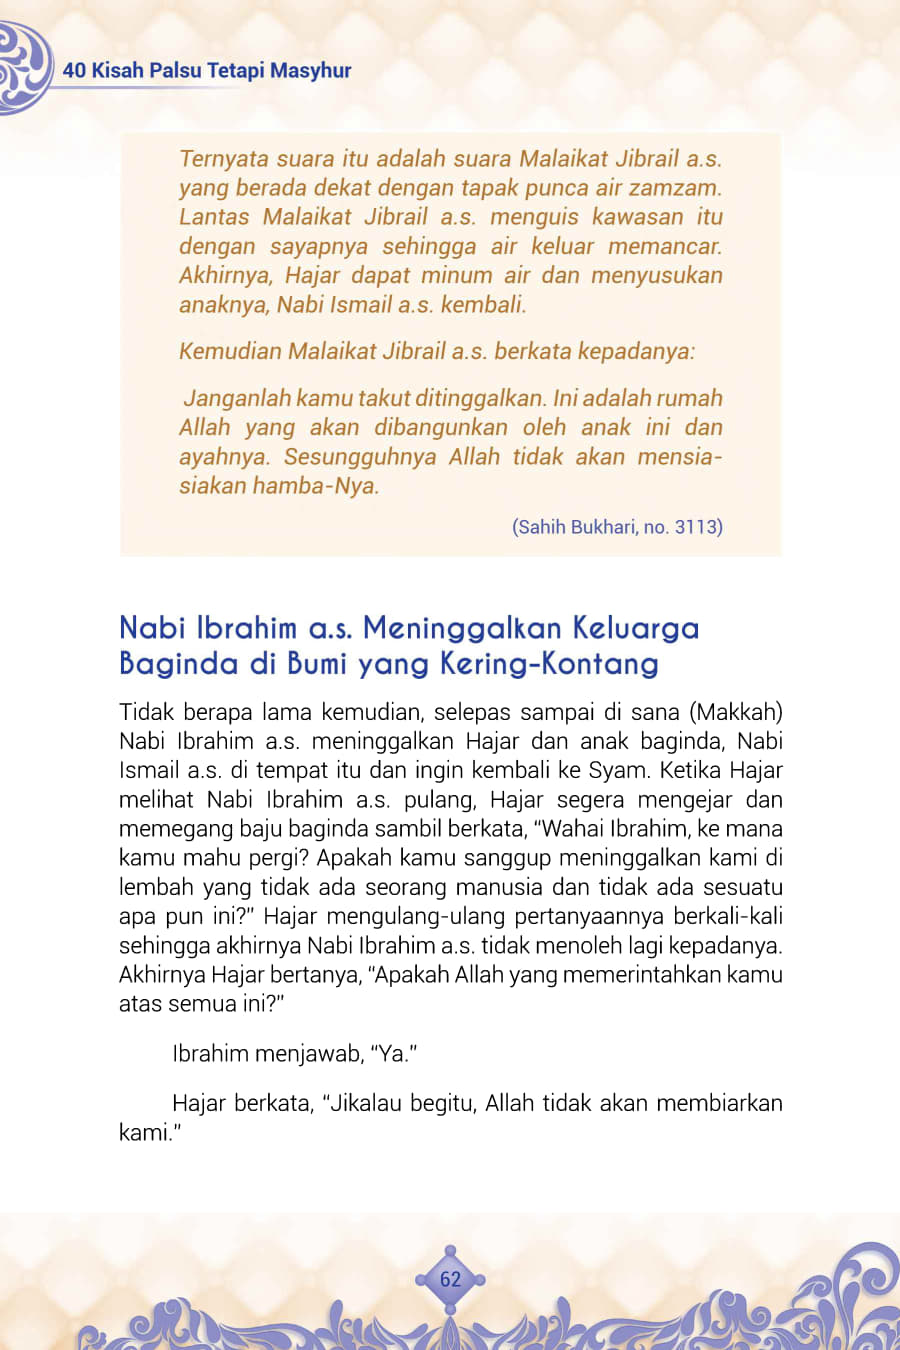 40 Kisah Palsu Tetapi Masyhur
Ternyata suara itu adalah suara Malaikat Jibrail a.s.
yang berada dekat dengan tapak punca air zamzam.
Lantas Malaikat Jibrail a.s. menguis kawasan itu
dengan sayapnya sehingga air keluar memancar.
Akhirnya, Hajar dapat minum air dan menyusukan
anaknya, Nabi Ismail a.s. kembali.
Kemudian Malaikat Jibrail a.s. berkata kepadanya:
Janganlah kamu takut ditinggalkan. Ini adalah rumah
Allah yang akan dibangunkan oleh anak ini dan
ayahnya. Sesungguhnya Allah tidak akan mensia-
siakan hamba-Nya.
(Sahih Bukhari, no. 3113)
Nabi Ibrahim a.s. Meninggalkan Keluarga
Baginda di Bumi yang Kering-Kontang
Tidak berapa lama kemudian, selepas sampai di sana (Makkah)
Nabi Ibrahim a.s. meninggalkan Hajar dan anak baginda, Nabi
Ismail a.s. di tempat itu dan ingin kembali ke Syam. Ketika Hajar
melihat Nabi Ibrahim a.s. pulang, Hajar segera mengejar dan
memegang baju baginda sambil berkata, “Wahai Ibrahim, ke mana
kamu mahu pergi? Apakah kamu sanggup meninggalkan kami di
lembah yang tidak ada seorang manusia dan tidak ada sesuatu
apa pun ini?” Hajar mengulang-ulang pertanyaannya berkali-kali
sehingga akhirnya Nabi Ibrahim a.s. tidak menoleh lagi kepadanya.
Akhirnya Hajar bertanya, “Apakah Allah yang memerintahkan kamu
atas semua ini?”
Ibrahim menjawab, “Ya.”
Hajar berkata, “Jikalau begitu, Allah tidak akan membiarkan
kami.”
62